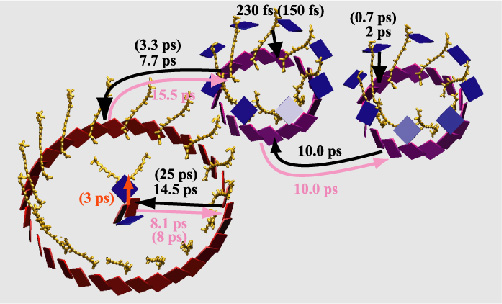 230 fs (150 fs)
(0.7 ps)
2 ps
(3.3 ps)
7.7 ps
15.5 ps
10.0 ps
10.0 ps
(25 ps)
14.5 ps
(3 ps)
8.1 ps
(8 ps)